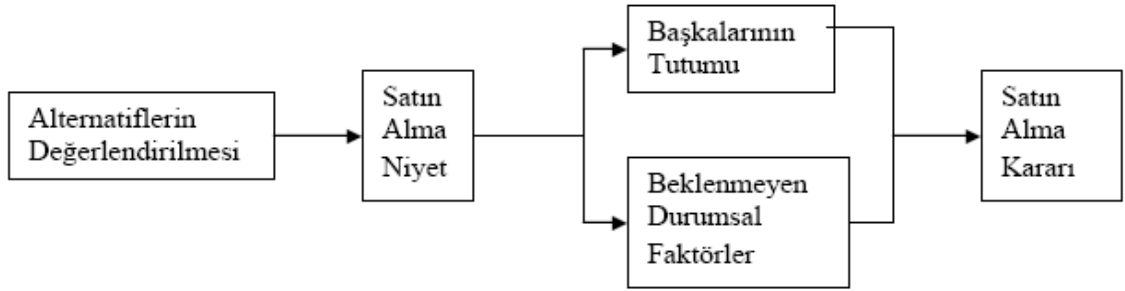 Alternatiflerin
Değerlendirilmesi
Satın
Alma
Niyet
Başkalarının
Tutumu
Beklenmeyen
Durumsal
Faktörler
Satın
Alma
Kararı